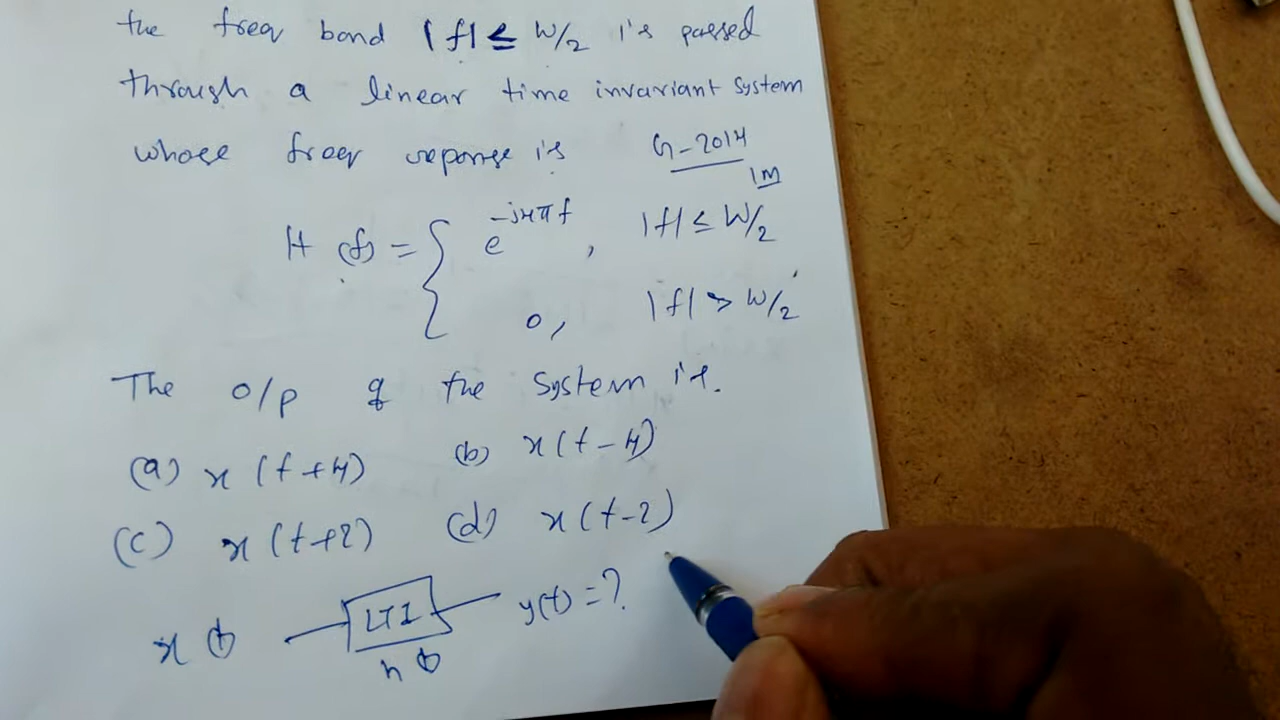 the freq band |f| ≤ W/2 is passed
through a linear time invariant system
whose freq reponse is G-2014
1M
H (f) = { e^-j4πf , |f| ≤ W/2
0, |f| > W/2
The o/p of the system is.
(a) x (t+4) (b) x(t-4)
(c) x (t+2) (d) x(t-2)
x(t) LTI y(t) = ?
h(t)